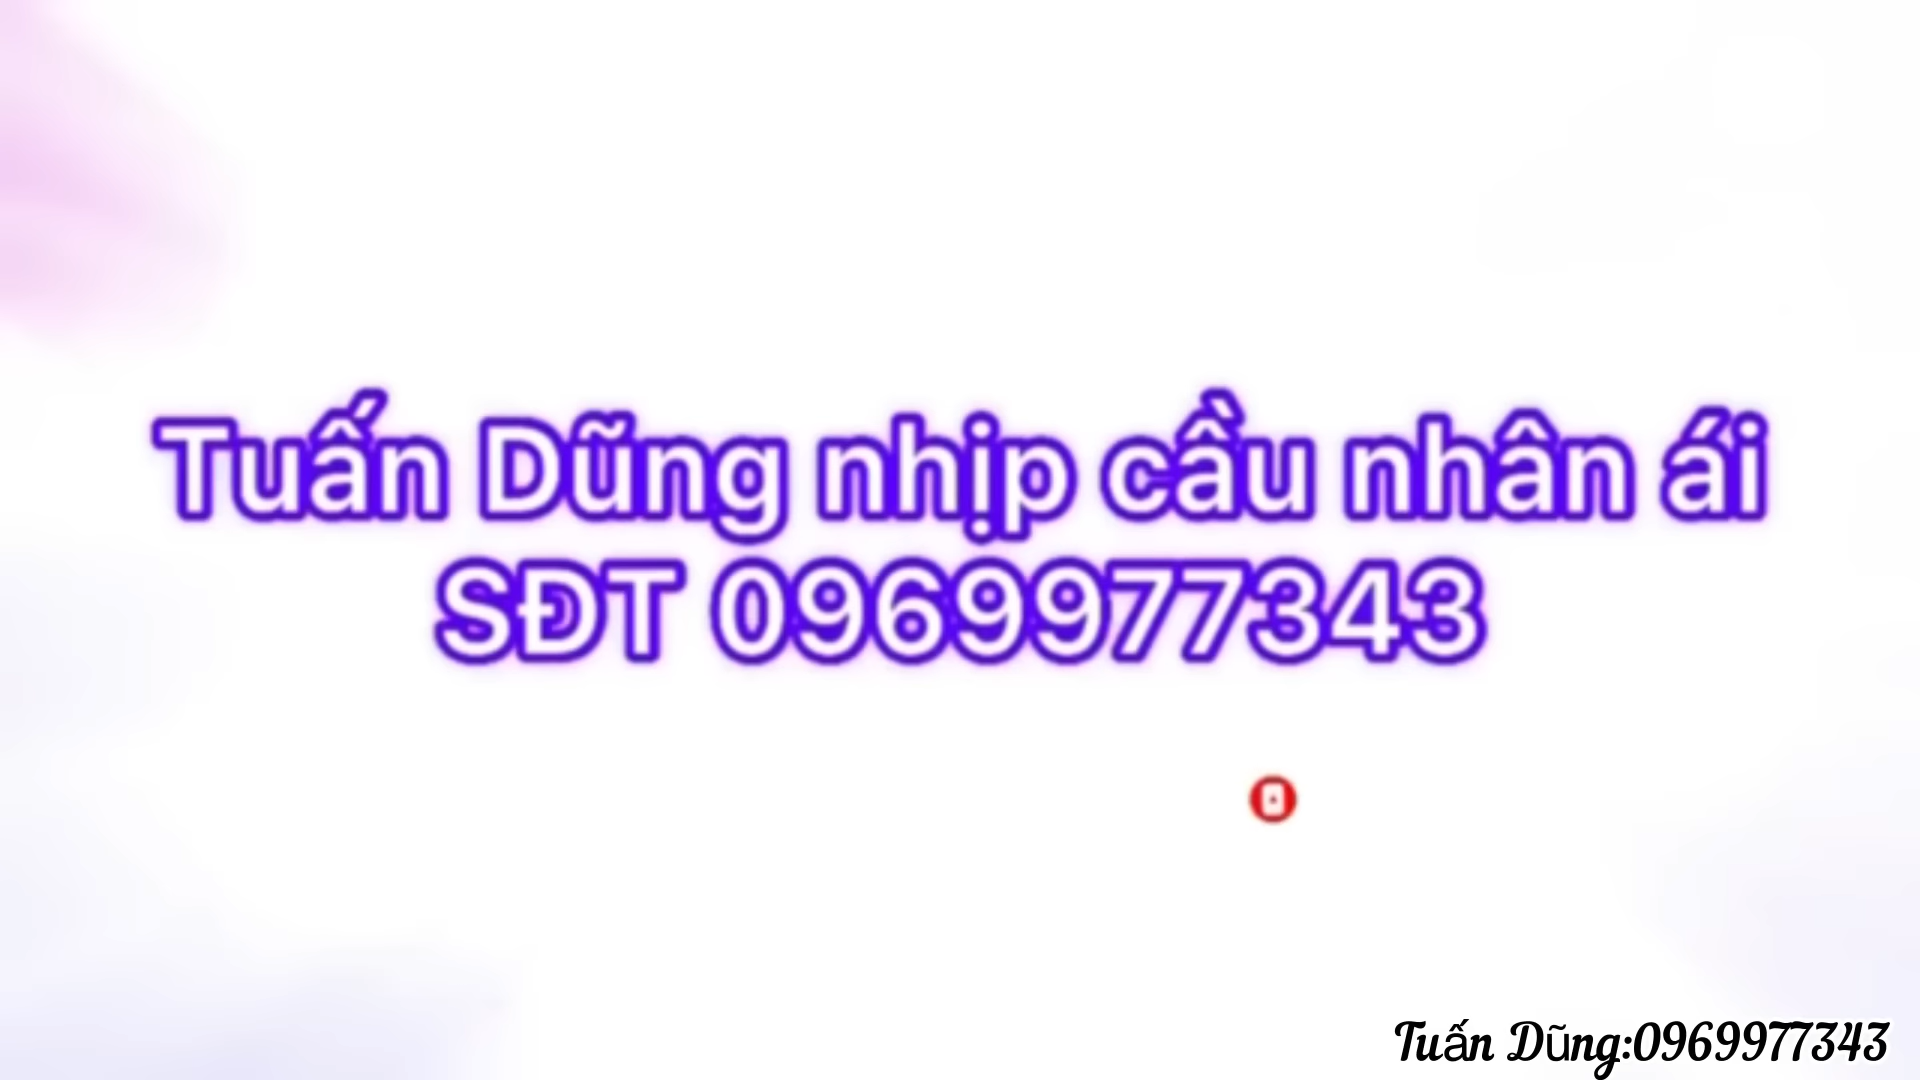 Tuấn Dũng nhịp cầu nhân ái
SĐT 0969977343
Tuấn Dũng:0969977343